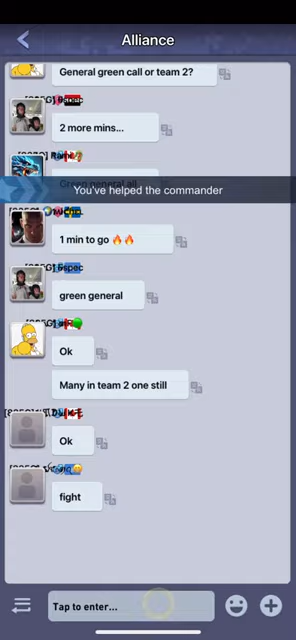 Alliance
General green call or team 2?
2 more mins...
You've helped the commander
1 min to go 🔥🔥
green general
Ok
Many in team 2 one still
Ok
fight
Tap to enter...